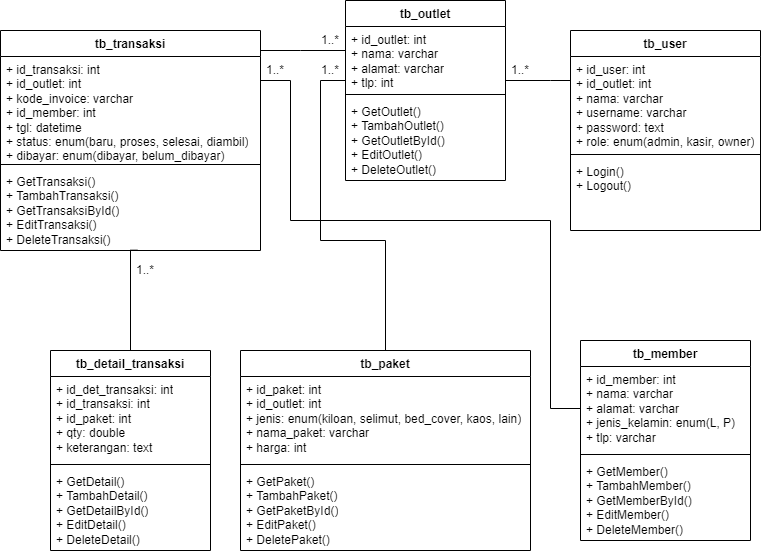 tb_outlet
+ id_outlet: int
+ nama: varchar
+ alamat: varchar
+ tlp: int
+ GetOutlet()
+ TambahOutlet()
+ GetOutletById()
+ EditOutlet()
+ DeleteOutlet()
tb_transaksi
+ id_transaksi: int
+ id_outlet: int
+ kode_invoice: varchar
+ id_member: int
+ tgl: datetime
+ status: enum(baru, proses, selesai, diambil)
+ dibayar: enum(dibayar, belum_dibayar)
+ GetTransaksi()
+ TambahTransaksi()
+ GetTransaksiById()
+ EditTransaksi()
+ DeleteTransaksi()
1..*
1..*
1..*
1..*
tb_user
+ id_user: int
+ id_outlet: int
+ nama: varchar
+ username: varchar
+ password: text
+ role: enum(admin, kasir, owner)
+ Login()
+ Logout()
1..*
tb_detail_transaksi
+ id_det_transaksi: int
+ id_transaksi: int
+ id_paket: int
+ qty: double
+ keterangan: text
+ GetDetail()
+ TambahDetail()
+ GetDetailById()
+ EditDetail()
+ DeleteDetail()
tb_paket
+ id_paket: int
+ id_outlet: int
+ jenis: enum(kiloan, selimut, bed_cover, kaos, lain)
+ nama_paket: varchar
+ harga: int
+ GetPaket()
+ TambahPaket()
+ GetPaketById()
+ EditPaket()
+ DeletePaket()
tb_member
+ id_member: int
+ nama: varchar
+ alamat: varchar
+ jenis_kelamin: enum(L, P)
+ tlp: varchar
+ GetMember()
+ TambahMember()
+ GetMemberById()
+ EditMember()
+ DeleteMember()